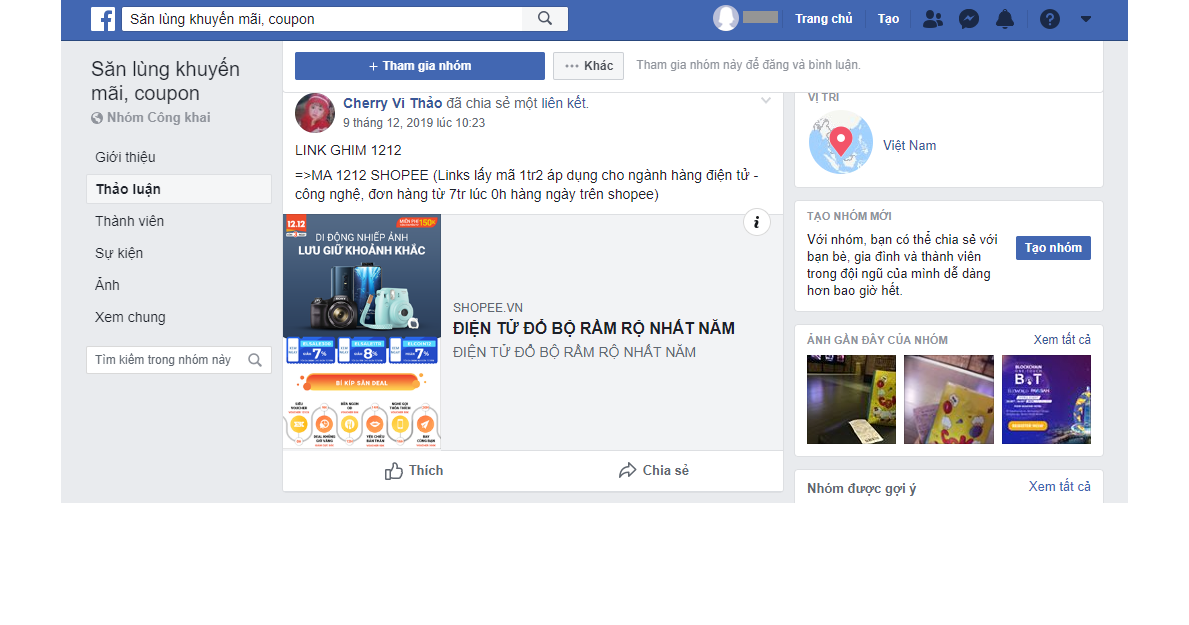 Săn lùng khuyến mãi, coupon
Trang chủ
Tạo
Săn lùng khuyến
mãi, coupon
Nhóm Công khai
Giới thiệu
Thảo luận
Thành viên
Sự kiện
Ảnh
Xem chung
Tìm kiếm trong nhóm này
+ Tham gia nhóm
Khác
Tham gia nhóm này để đăng và bình luận.
Cherry Vi Thảo đã chia sẻ một liên kết.
9 tháng 12, 2019 lúc 10:23
LINK GHIM 1212
=>MA 1212 SHOPEE (Links lấy mã 1tr2 áp dụng cho ngành hàng điện tử -
công nghệ, đơn hàng từ 7tr lúc 0h hàng ngày trên shopee)
12.12
MIỄN PHÍ
150K
DI ĐỘNG NHIẾP ẢNH
LƯU GIỮ KHOẢNH KHẮC
7%
8%
7%
BÍ KÍP SĂN DEAL
SHOPEE.VN
ĐIỆN TỬ ĐỔ BỘ RẦM RỘ NHẤT NĂM
ĐIỆN TỬ ĐỔ BỘ RẦM RỘ NHẤT NĂM
Thích
Chia sẻ
VỊ TRÍ
Việt Nam
TẠO NHÓM MỚI
Với nhóm, bạn có thể chia sẻ với
bạn bè, gia đình và thành viên
trong đội ngũ của mình dễ dàng
hơn bao giờ hết.
Tạo nhóm
ẢNH GẦN ĐÂY CỦA NHÓM
Xem tất cả
BLOCKCHAIN
BOT
Nhóm được gợi ý
Xem tất cả